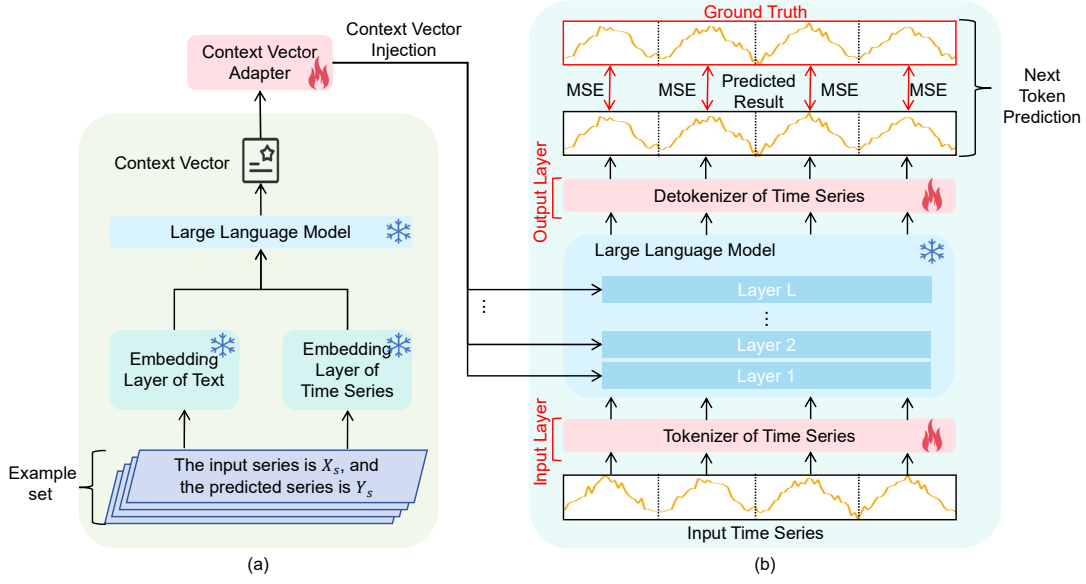 Context Vector
Adapter
Context Vector
Injection
Context Vector
Large Language Model
Embedding
Layer of Text
Embedding
Layer of
Time Series
Example
set
The input series is $X_s$, and
the predicted series is $Y_s$
(a)
⋮
Ground Truth
MSE
MSE
Predicted
Result
MSE
MSE
Next
Token
Prediction
Output Layer
Detokenizer of Time Series
Large Language Model
Layer L
⋮
Layer 2
Layer 1
Input Layer
Tokenizer of Time Series
Input Time Series
(b)